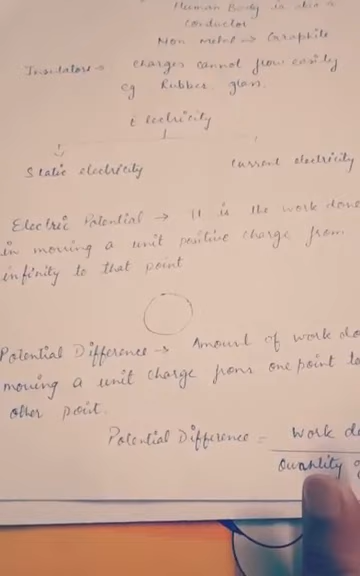 Human Body is also a
Conductor
Non metal → Graphite
Insulators → charges cannot flow easily
eg Rubber, glass.
electricity
Static electricity Current electricity
Electric Potential → It is the work done
in moving a unit positive charge from
infinity to that point
Potential Difference → Amount of work do
moving a unit charge from one point to
other point.
Potential Difference = Work do
Quantity o